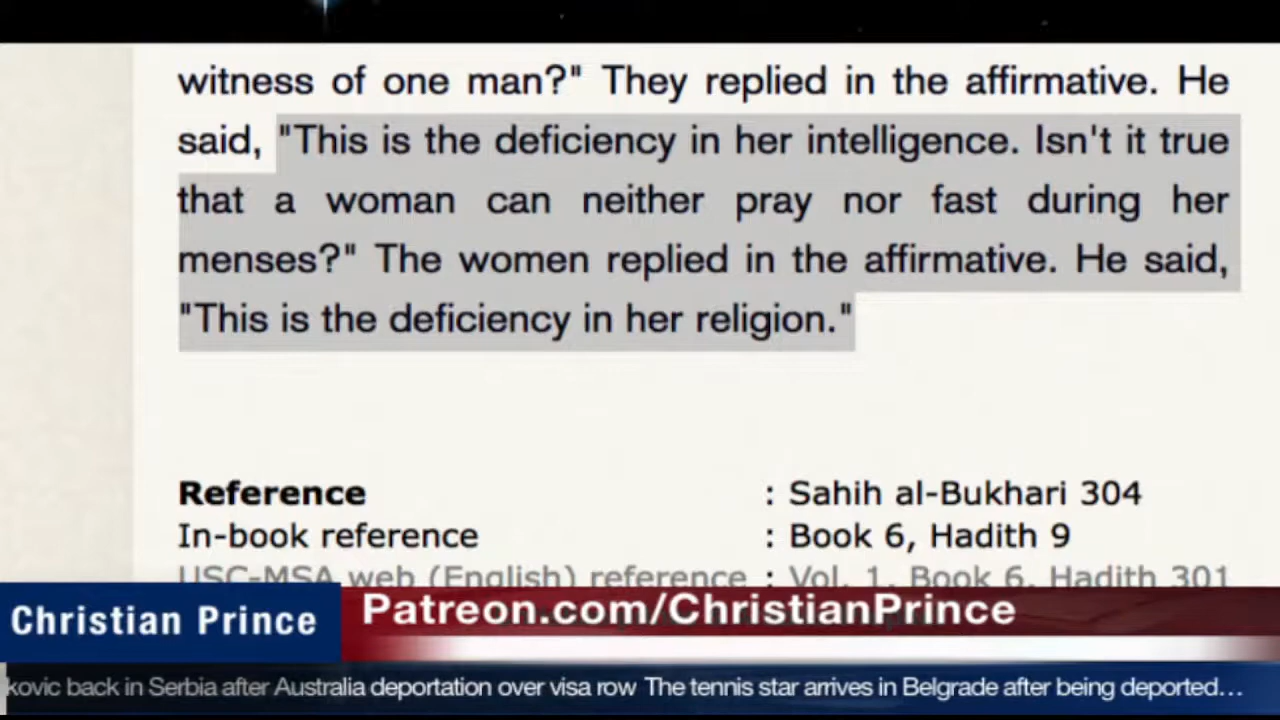 witness of one man?" They replied in the affirmative. He
said, "This is the deficiency in her intelligence. Isn't it true
that a woman can neither pray nor fast during her
menses?" The women replied in the affirmative. He said,
"This is the deficiency in her religion."
Reference : Sahih al-Bukhari 304
In-book reference : Book 6, Hadith 9
USC-MSA web (English) reference : Vol. 1, Book 6, Hadith 301
Christian Prince
Patreon.com/ChristianPrince
kovic back in Serbia after Australia deportation over visa row The tennis star arrives in Belgrade after being deported…